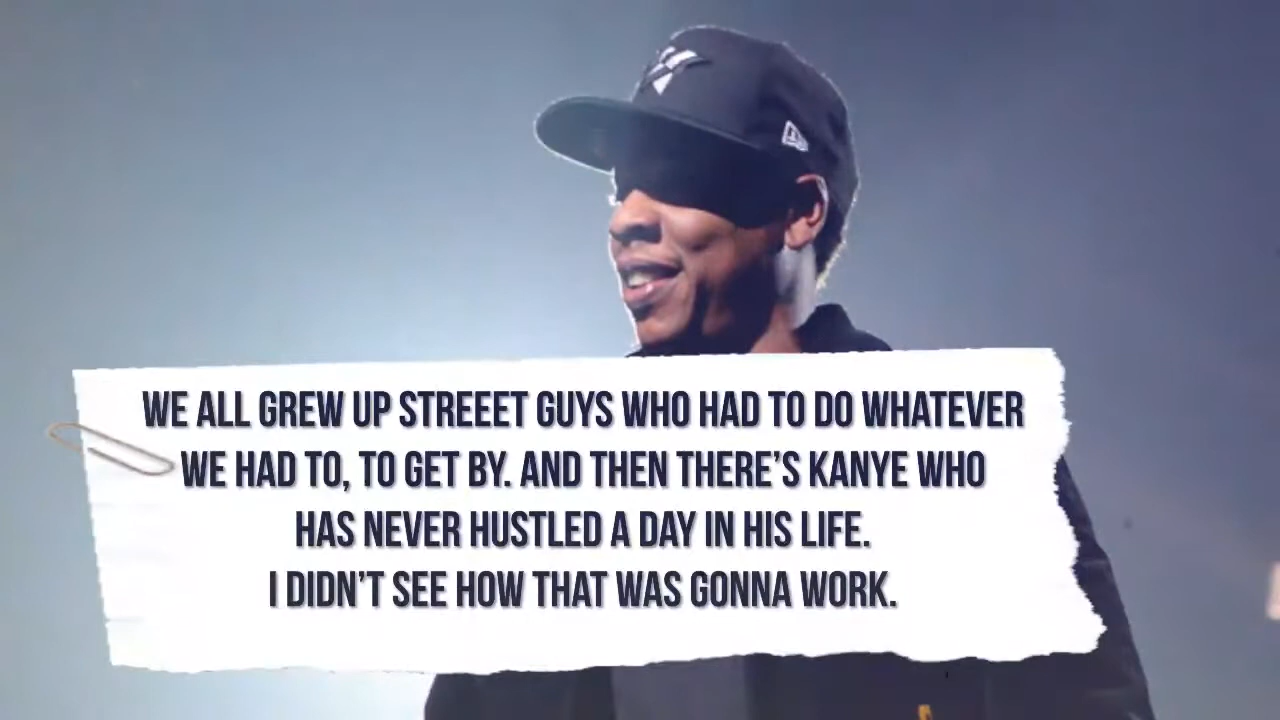 WE ALL GREW UP STREEET GUYS WHO HAD TO DO WHATEVER
WE HAD TO, TO GET BY. AND THEN THERE’S KANYE WHO
HAS NEVER HUSTLED A DAY IN HIS LIFE.
I DIDN’T SEE HOW THAT WAS GONNA WORK.